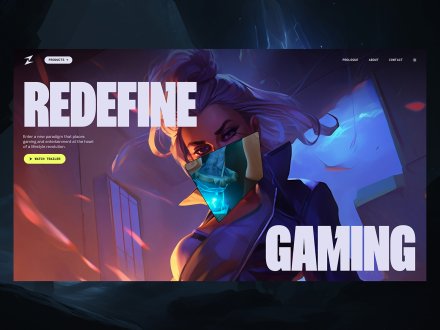 PRODUCTS +
PROLOGUE
ABOUT
CONTACT
REDEFINE
Enter a new paradigm that places
gaming and entertainment at the heart
of a lifestyle revolution.
WATCH TRAILER
GAMING